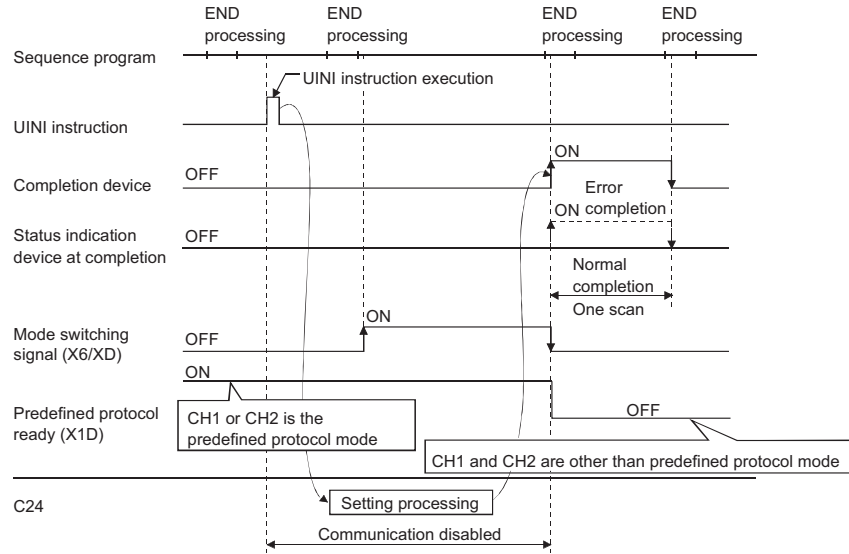 END
processing
END
processing
END
processing
END
processing
Sequence program
UINI instruction execution
UINI instruction
ON
OFF
Completion device
Error
completion
ON
Status indication
device at completion
OFF
Normal
completion
One scan
ON
Mode switching
signal (X6/XD)
OFF
ON
Predefined protocol
ready (X1D)
CH1 or CH2 is the
predefined protocol mode
OFF
CH1 and CH2 are other than predefined protocol mode
C24
Setting processing
Communication disabled